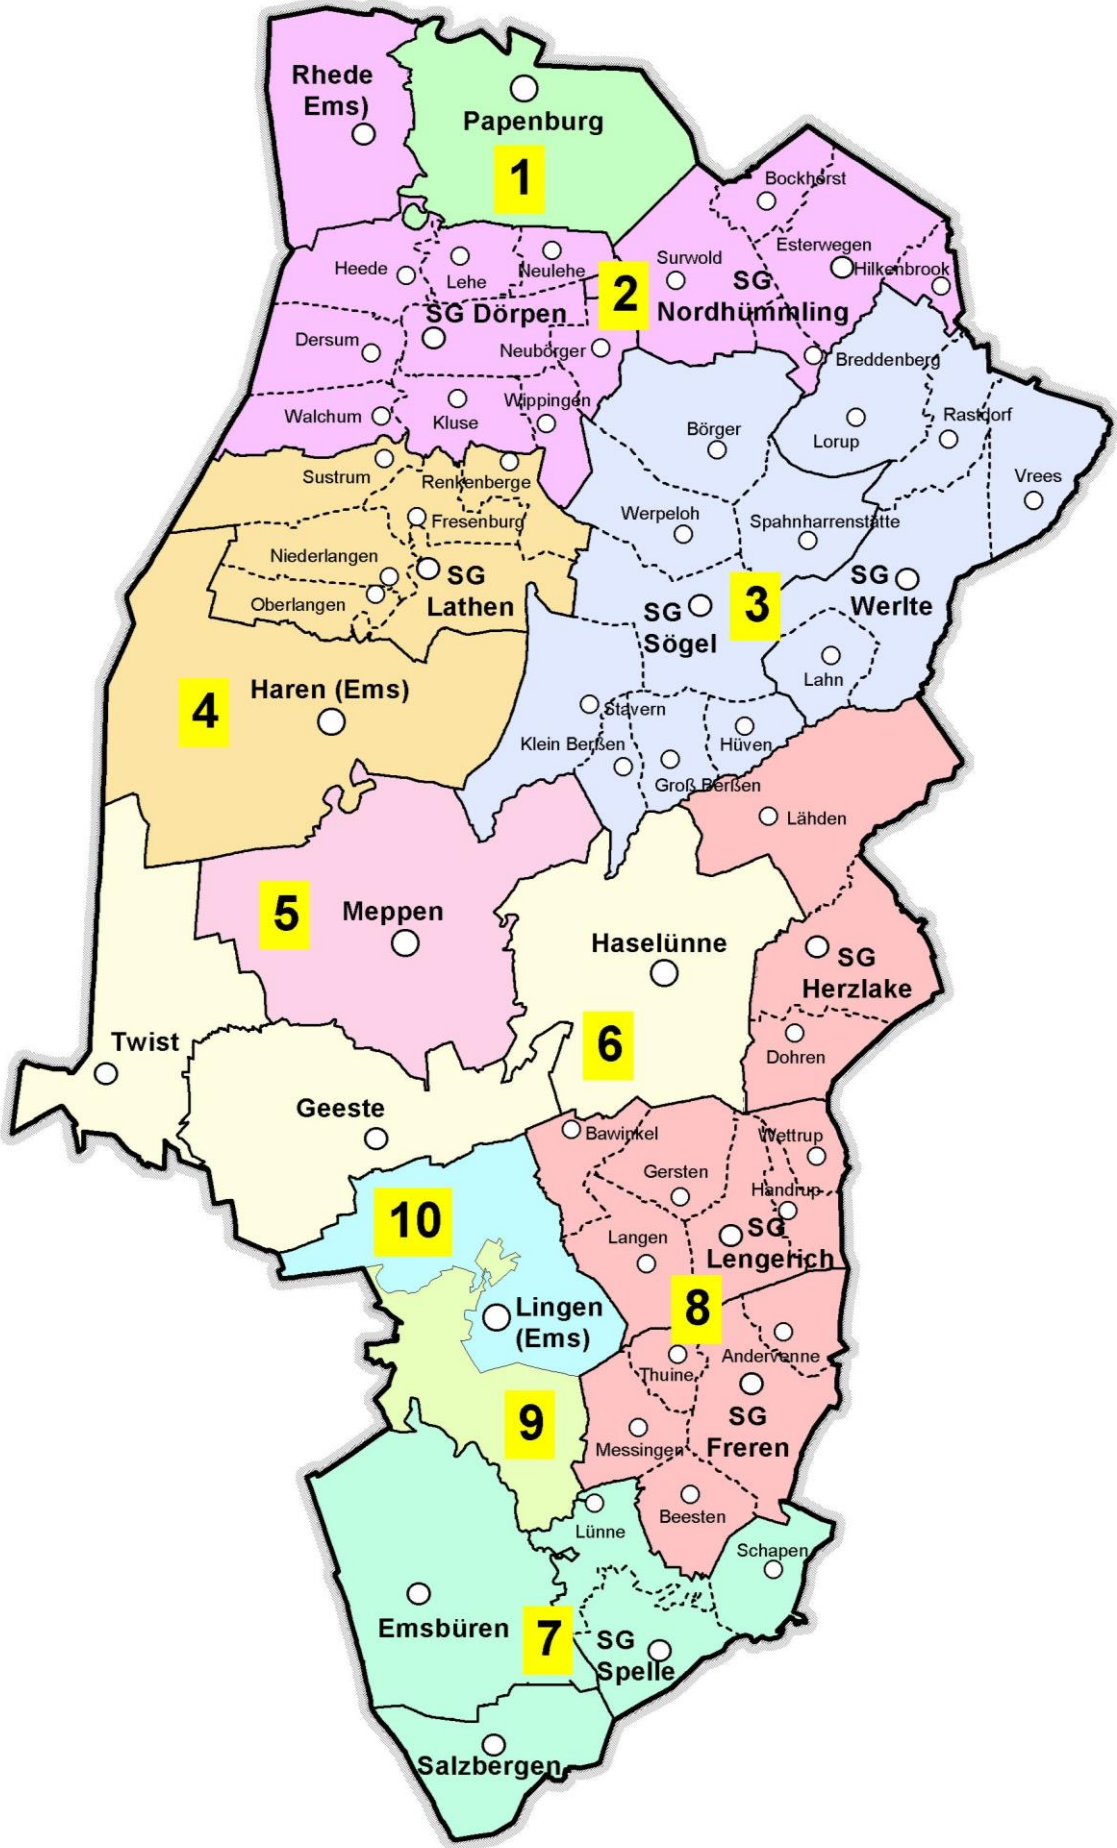 Rhede
Ems)
Papenburg
1
Bockhorst
Esterwegen
Hilkenbrook
Surwold
SG
Nordhümmling
2
Heede
Lehe
Neulehe
SG Dörpen
Dersum
Neubörger
Breddenberg
Walchum
Kluse
Wippingen
Börger
Lorup
Rastdorf
Vrees
Sustrum
Renkenberge
Fresenburg
Werpeloh
Spahnharrenstätte
Niederlangen
Oberlangen
SG
Lathen
SG
Sögel
3
SG
Werlte
Lahn
4
Haren (Ems)
Stavern
Klein Berßen
Hüven
Groß Berßen
Lähden
5
Meppen
Haselünne
SG
Herzlake
6
Dohren
Twist
Geeste
Bawinkel
Wettrup
Gersten
Handrup
10
Langen
SG
Lengerich
Lingen
(Ems)
8
Andervenne
Thuine
9
SG
Freren
Messingen
Beesten
Lünne
Schapen
Emsbüren
7
SG
Spelle
Salzbergen